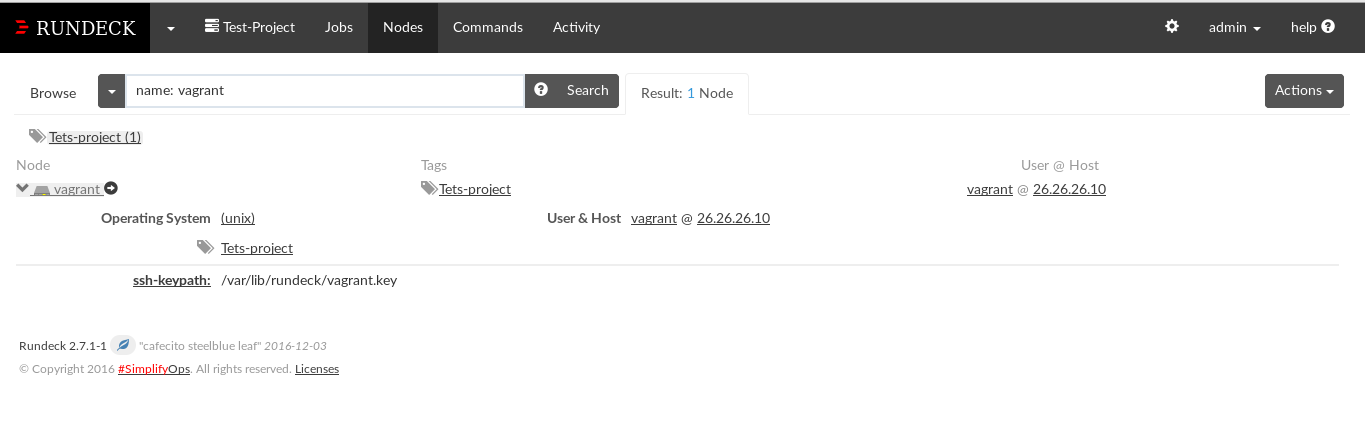 RUNDECK Test-Project Jobs Nodes Commands Activity admin help
Browse name: vagrant Search Result: 1 Node Actions
Tets-project (1)
Node Tags User @ Host
vagrant Tets-project vagrant @ 26.26.26.10
Operating System (unix) User & Host vagrant @ 26.26.26.10
Tets-project
ssh-keypath: /var/lib/rundeck/vagrant.key
Rundeck 2.7.1-1 "cafecito steelblue leaf" 2016-12-03
© Copyright 2016 #SimplifyOps. All rights reserved. Licenses